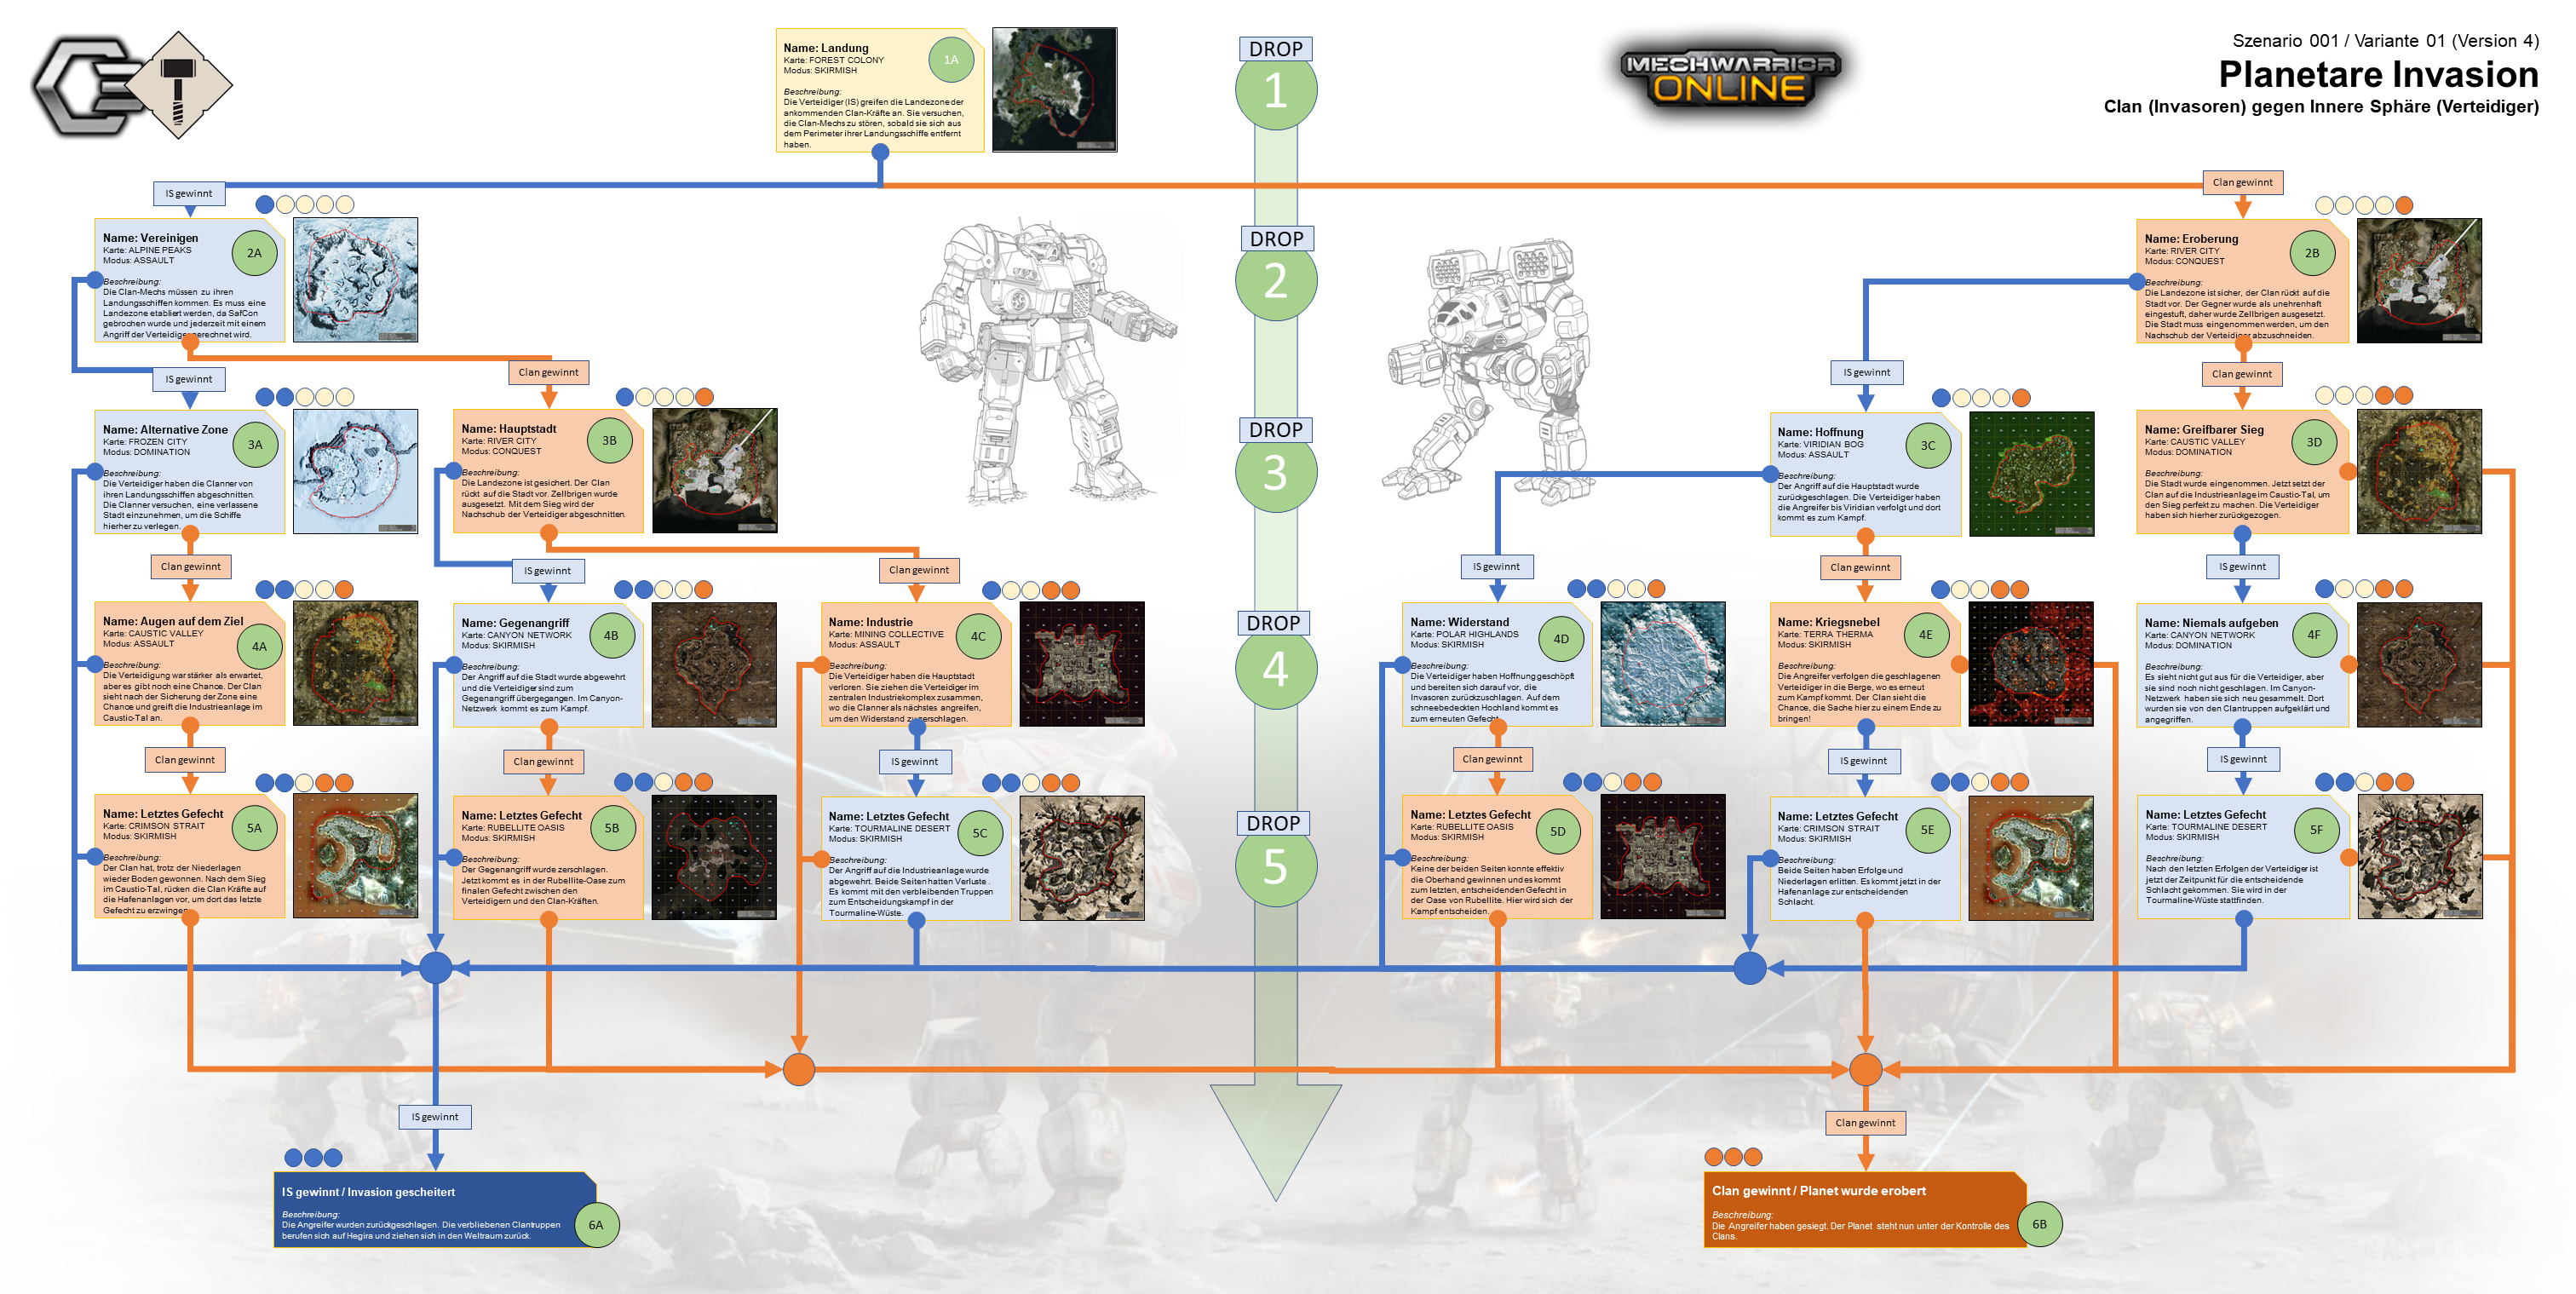 Szenario 001 / Variante 01 (Version 4)
Planetare Invasion
Clan (Invasoren) gegen Innere Sphäre (Verteidiger)
MECHWARRIOR
ONLINE
DROP
1
Name: Landung
Karte: FOREST COLONY
Modus: SKIRMISH
1A
Beschreibung:
Die Verteidiger (IS) greifen die Landezone der
ankommenden Clan-Kräfte an. Sie versuchen,
die Clan-Mechs zu stören, sobald sie sich aus
dem Perimeter ihrer Landungsschiffe entfernt
haben.
IS gewinnt
Clan gewinnt
DROP
2
Name: Vereinigen
Karte: ALPINE PEAKS
Modus: ASSAULT
2A
Beschreibung:
Die Clan-Mechs müssen zu ihren
Landungsschiffen kommen. Es muss eine
Landezone etabliert werden, da SafCon
gebrochen wurde und jederzeit mit einem
Angriff der Verteidiger gerechnet wird.
Name: Eroberung
Karte: RIVER CITY
Modus: CONQUEST
2B
Beschreibung:
Die Landezone ist sicher, der Clan rückt auf die
Stadt vor. Der Gegner wurde als unehrenhaft
eingestuft, daher wurde Zellbrigen ausgesetzt.
Die Stadt muss eingenommen werden, um den
Nachschub der Verteidiger abzuschneiden.
IS gewinnt
Clan gewinnt
IS gewinnt
Clan gewinnt
DROP
3
Name: Alternative Zone
Karte: FROZEN CITY
Modus: DOMINATION
3A
Beschreibung:
Die Verteidiger haben die Clanner von
ihren Landungsschiffen abgeschnitten.
Die Clanner versuchen, eine verlassene
Stadt einzunehmen, um die Schiffe
hierher zu verlegen.
Name: Hauptstadt
Karte: RIVER CITY
Modus: CONQUEST
3B
Beschreibung:
Die Landezone ist gesichert. Der Clan
rückt auf die Stadt vor. Zellbrigen wurde
ausgesetzt. Mit dem Sieg wird der
Nachschub der Verteidiger abgeschnitten.
Name: Hoffnung
Karte: VIRIDIAN BOG
Modus: ASSAULT
3C
Beschreibung:
Der Angriff auf die Hauptstadt wurde
zurückgeschlagen. Die Verteidiger haben
die Angreifer bis Viridian verfolgt und dort
kommt es zum Kampf.
Name: Greifbarer Sieg
Karte: CAUSTIC VALLEY
Modus: DOMINATION
3D
Beschreibung:
Die Stadt wurde eingenommen. Jetzt setzt der
Clan auf die Industrieanlage im Caustic-Tal, um
den Sieg perfekt zu machen. Die Verteidiger
haben sich hierher zurückgezogen.
Clan gewinnt
IS gewinnt
Clan gewinnt
IS gewinnt
Clan gewinnt
IS gewinnt
DROP
4
Name: Augen auf dem Ziel
Karte: CAUSTIC VALLEY
Modus: ASSAULT
4A
Beschreibung:
Die Verteidigung war stärker als erwartet,
aber es gibt noch eine Chance. Der Clan
sieht nach der Sicherung der Zone eine
Chance und greift die Industrieanlage im
Caustic-Tal an.
Name: Gegenangriff
Karte: CANYON NETWORK
Modus: SKIRMISH
4B
Beschreibung:
Der Angriff auf die Stadt wurde abgewehrt
und die Verteidiger sind zum
Gegenangriff übergegangen. Im Canyon-
Netzwerk kommt es zum Kampf.
Name: Industrie
Karte: MINING COLLECTIVE
Modus: ASSAULT
4C
Beschreibung:
Die Verteidiger haben die Hauptstadt
verloren. Sie ziehen die Verteidiger im
zentralen Industriekomplex zusammen,
wo die Clanner als nächstes angreifen,
um den Widerstand zu zerschlagen.
Name: Widerstand
Karte: POLAR HIGHLANDS
Modus: SKIRMISH
4D
Beschreibung:
Die Verteidiger haben Hoffnung geschöpft
und bereiten sich darauf vor, die
Invasoren zurückzuschlagen. Auf dem
schneebedeckten Hochland kommt es
zum erneuten Gefecht.
Name: Kriegsnebel
Karte: TERRA THERMA
Modus: SKIRMISH
4E
Beschreibung:
Die Angreifer verfolgen die geschlagenen
Verteidiger in die Berge, wo es erneut
zum Kampf kommt. Der Clan sieht die
Chance, die Sache hier zu einem Ende zu
bringen!
Name: Niemals aufgeben
Karte: CANYON NETWORK
Modus: DOMINATION
4F
Beschreibung:
Es sieht nicht gut aus für die Verteidiger, aber
sie sind noch nicht geschlagen. Im Canyon-
Netzwerk haben sie sich neu gesammelt. Dort
wurden sie von den Clantruppen aufgeklärt und
angegriffen.
Clan gewinnt
Clan gewinnt
IS gewinnt
Clan gewinnt
IS gewinnt
IS gewinnt
DROP
5
Name: Letztes Gefecht
Karte: CRIMSON STRAIT
Modus: SKIRMISH
5A
Beschreibung:
Der Clan hat, trotz der Niederlagen
wieder Boden gewonnen. Nach dem Sieg
im Caustic-Tal, rücken die Clan Kräfte auf
die Hafenanlagen vor, um dort das letzte
Gefecht zu erzwingen.
Name: Letztes Gefecht
Karte: RUBELLITE OASIS
Modus: SKIRMISH
5B
Beschreibung:
Der Gegenangriff wurde zerschlagen.
Jetzt kommt es in der Rubellite-Oase zum
finalen Gefecht zwischen den
Verteidigern und den Clan-Kräften.
Name: Letztes Gefecht
Karte: TOURMALINE DESERT
Modus: SKIRMISH
5C
Beschreibung:
Der Angriff auf die Industrieanlage wurde
abgewehrt. Beide Seiten hatten Verluste .
Es kommt mit den verbleibenden Truppen
zum Entscheidungskampf in der
Tourmaline-Wüste.
Name: Letztes Gefecht
Karte: RUBELLITE OASIS
Modus: SKIRMISH
5D
Beschreibung:
Keine der beiden Seiten konnte effektiv
die Oberhand gewinnen und es kommt
zum letzten, entscheidenden Gefecht in
der Oase von Rubellite. Hier wird sich der
Kampf entscheiden.
Name: Letztes Gefecht
Karte: CRIMSON STRAIT
Modus: SKIRMISH
5E
Beschreibung:
Beide Seiten haben Erfolge und
Niederlagen erlitten. Es kommt jetzt in der
Hafenanlage zur entscheidenden
Schlacht.
Name: Letztes Gefecht
Karte: TOURMALINE DESERT
Modus: SKIRMISH
5F
Beschreibung:
Nach den letzten Erfolgen der Verteidiger ist
jetzt der Zeitpunkt für die entscheidende
Schlacht gekommen. Sie wird in der
Tourmaline-Wüste stattfinden.
IS gewinnt
Clan gewinnt
IS gewinnt / Invasion gescheitert
Beschreibung:
Die Angreifer wurden zurückgeschlagen. Die verbliebenen Clantruppen
berufen sich auf Hegira und ziehen sich in den Weltraum zurück.
6A
Clan gewinnt / Planet wurde erobert
Beschreibung:
Die Angreifer haben gesiegt. Der Planet steht nun unter der Kontrolle des
Clans.
6B